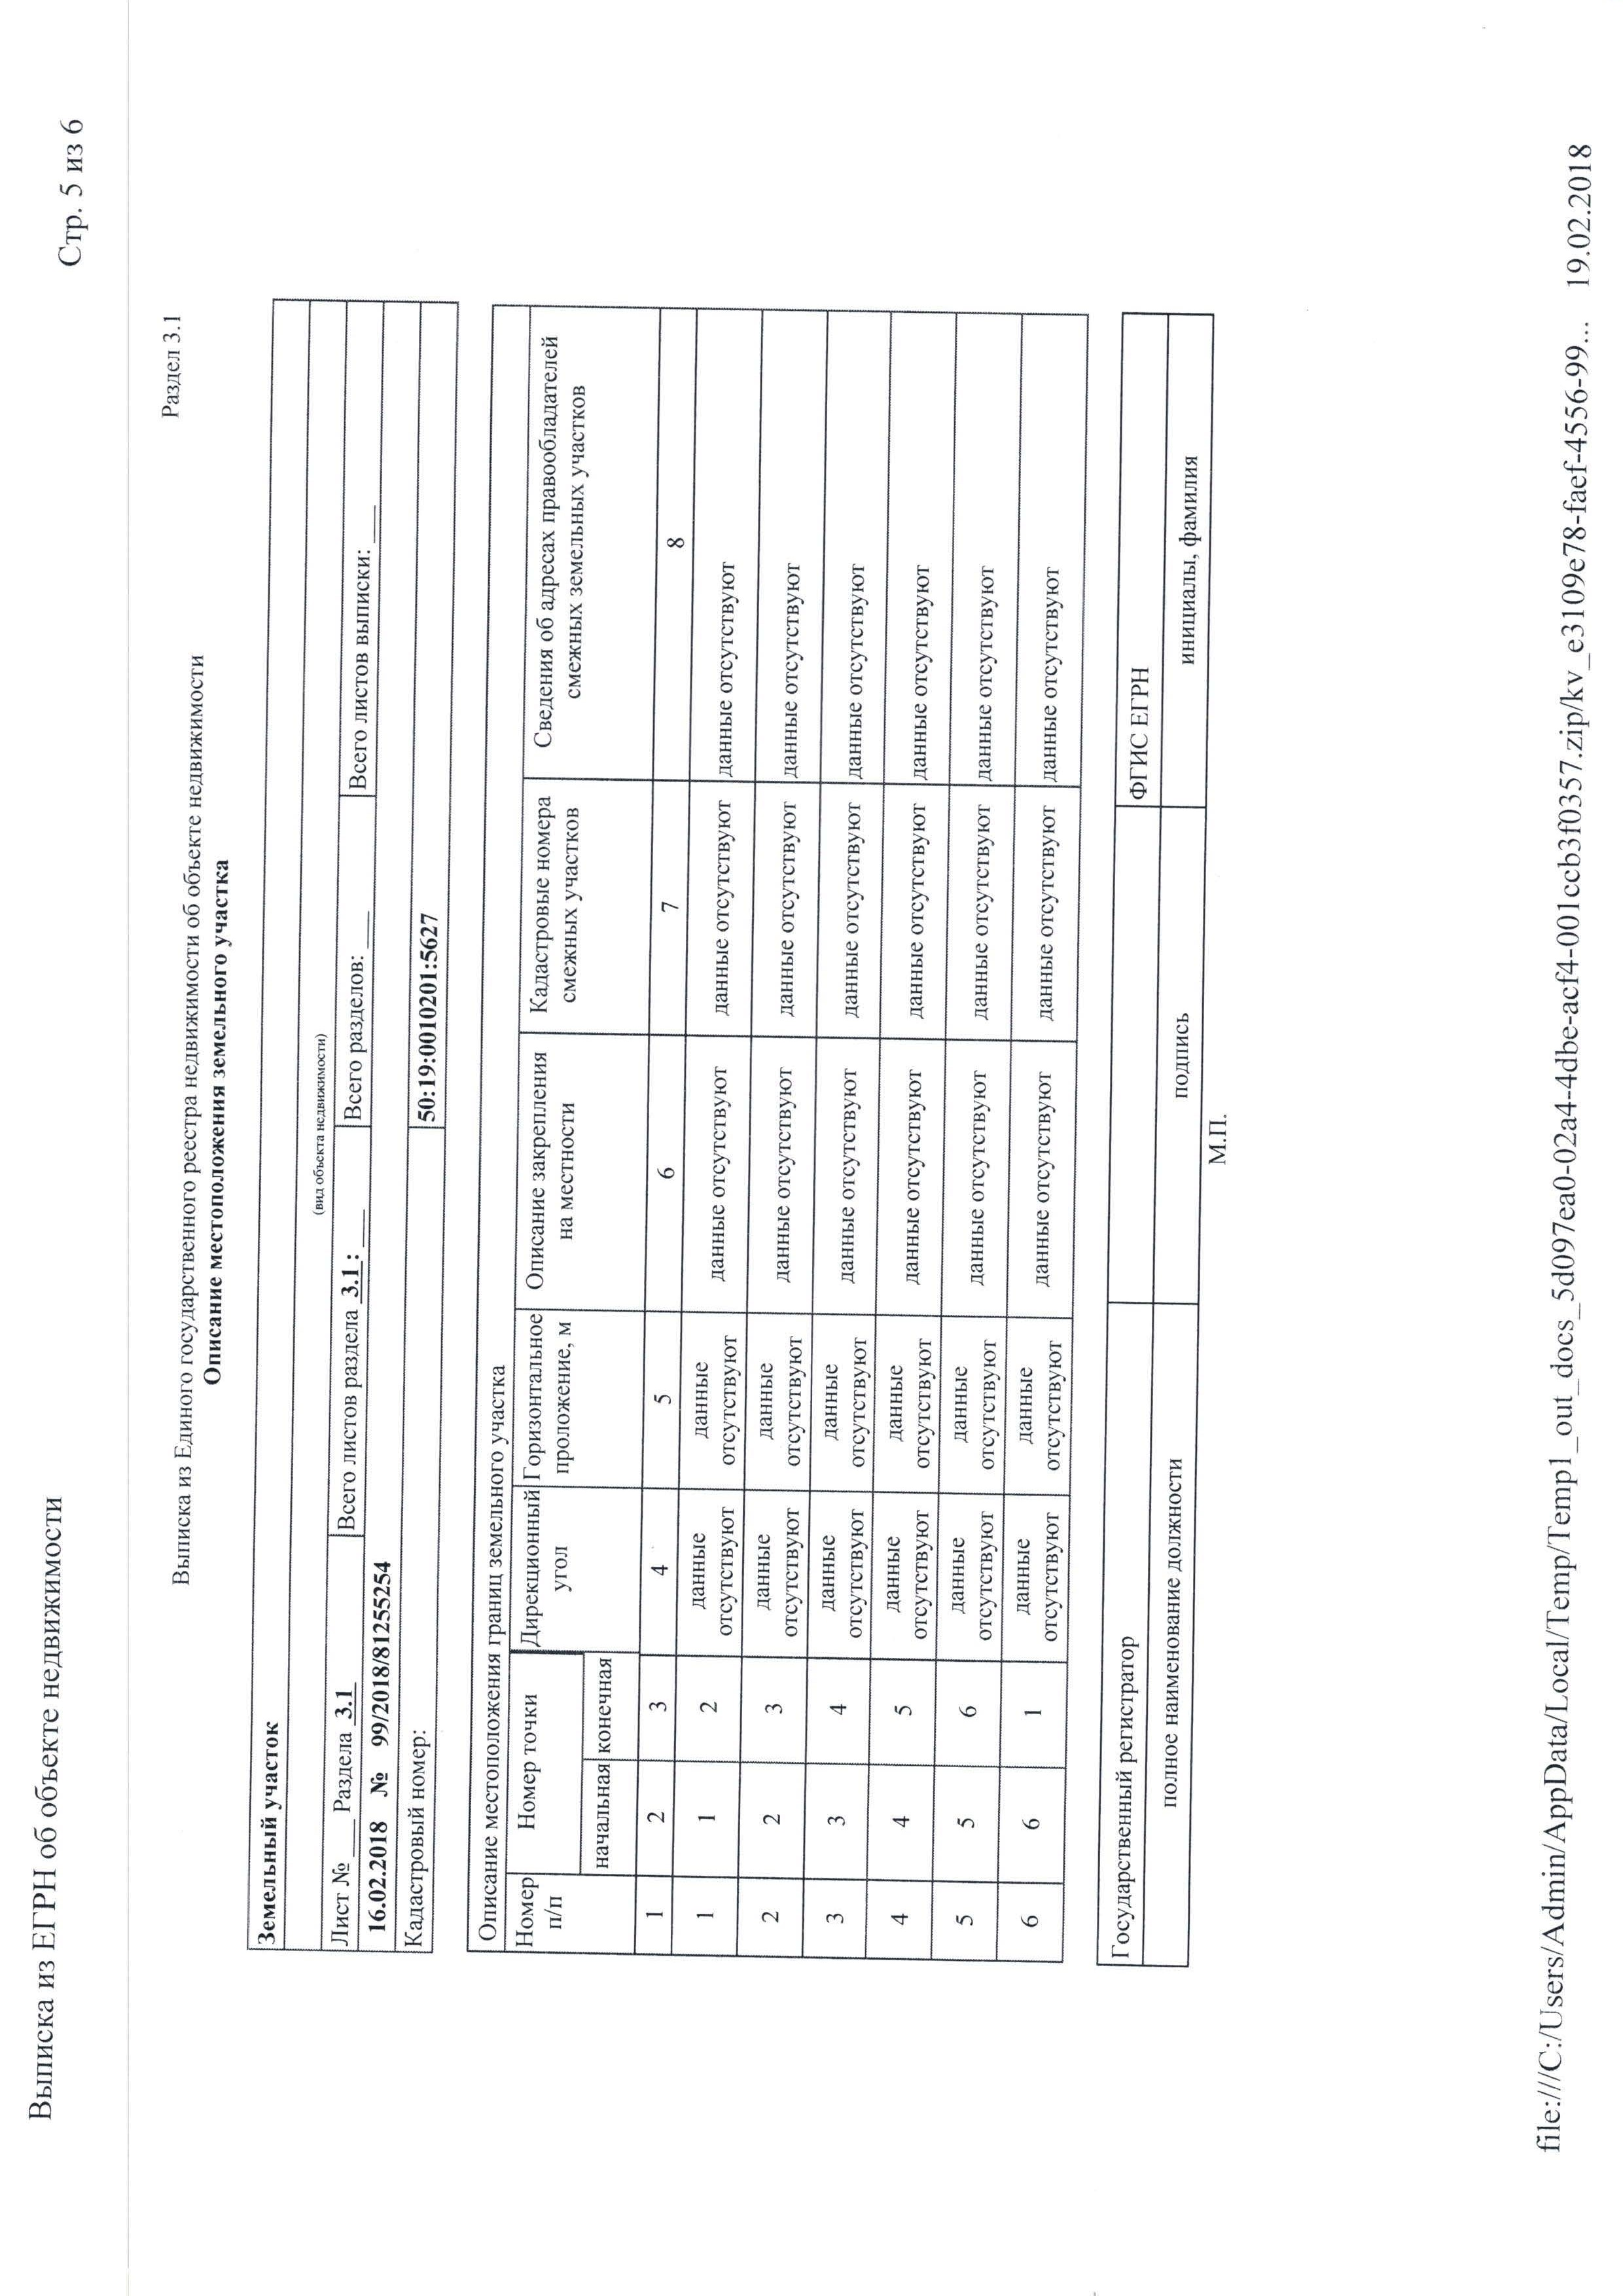 Выписка из ЕГРН об объекте недвижимости Стр. 5 из 6
Раздел 3.1
Выписка из Единого государственного реестра недвижимости об объекте недвижимости
Описание местоположения земельного участка
Земельный участок
(вид объекта недвижимости)
Лист № ___ Раздела 3.1 Всего листов раздела 3.1 : ___ Всего разделов: ___ Всего листов выписки: ___
16.02.2018 № 99/2018/81255254
Кадастровый номер: 50:19:0010201:5627
Описание местоположения границ земельного участка
Номер п/п Номер точки Дирекционный угол Горизонтальное проложение, м Описание закрепления на местности Кадастровые номера смежных участков Сведения об адресах правообладателей смежных земельных участков
начальная конечная
1 2 3 4 5 6 7 8
1 1 2 данные отсутствуют данные отсутствуют данные отсутствуют данные отсутствуют данные отсутствуют
2 2 3 данные отсутствуют данные отсутствуют данные отсутствуют данные отсутствуют данные отсутствуют
3 3 4 данные отсутствуют данные отсутствуют данные отсутствуют данные отсутствуют данные отсутствуют
4 4 5 данные отсутствуют данные отсутствуют данные отсутствуют данные отсутствуют данные отсутствуют
5 5 6 данные отсутствуют данные отсутствуют данные отсутствуют данные отсутствуют данные отсутствуют
6 6 1 данные отсутствуют данные отсутствуют данные отсутствуют данные отсутствуют данные отсутствуют
Государственный регистратор ФГИС ЕГРН
полное наименование должности подпись инициалы, фамилия
М.П.
file:///C:/Users/Admin/AppData/Local/Temp/Temp1_out_docs_5d097ea0-02a4-4dbe-acf4-001ccb3f0357.zip/kv_e3109e78-faef-4556-99... 19.02.2018